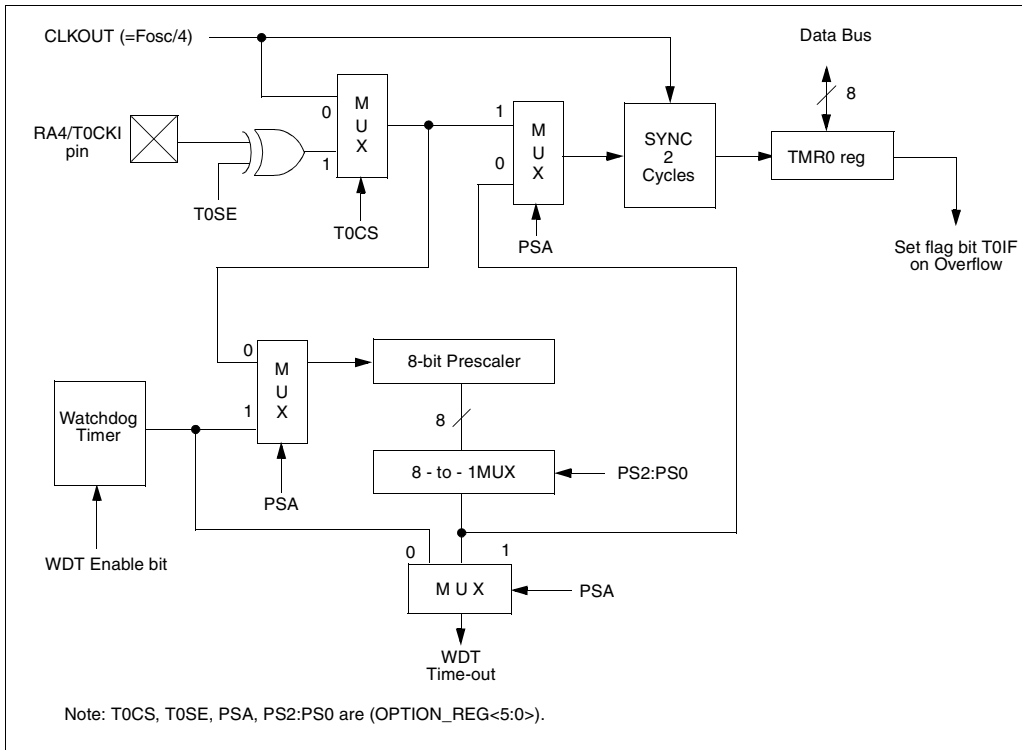 CLKOUT (=Fosc/4)
Data Bus
8
RA4/T0CKI
pin
T0SE
0
1
M
U
X
T0CS
1
0
M
U
X
PSA
SYNC
2
Cycles
TMR0 reg
Set flag bit T0IF
on Overflow
0
1
M
U
X
PSA
8-bit Prescaler
8
8 - to - 1MUX
PS2:PS0
Watchdog
Timer
WDT Enable bit
0
1
M U X
PSA
WDT
Time-out
Note: T0CS, T0SE, PSA, PS2:PS0 are (OPTION_REG<5:0>).